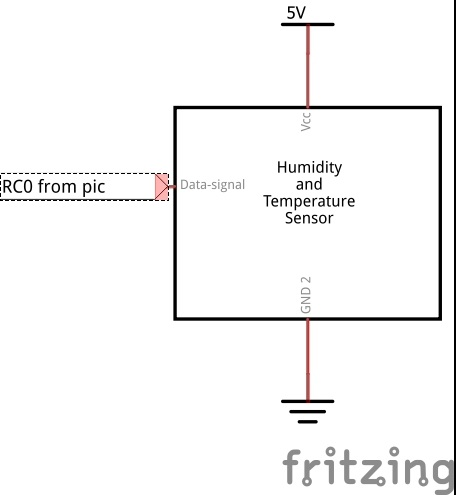 5V
Vcc
RC0 from pic
Data-signal
Humidity
and
Temperature
Sensor
GND 2
fritzing